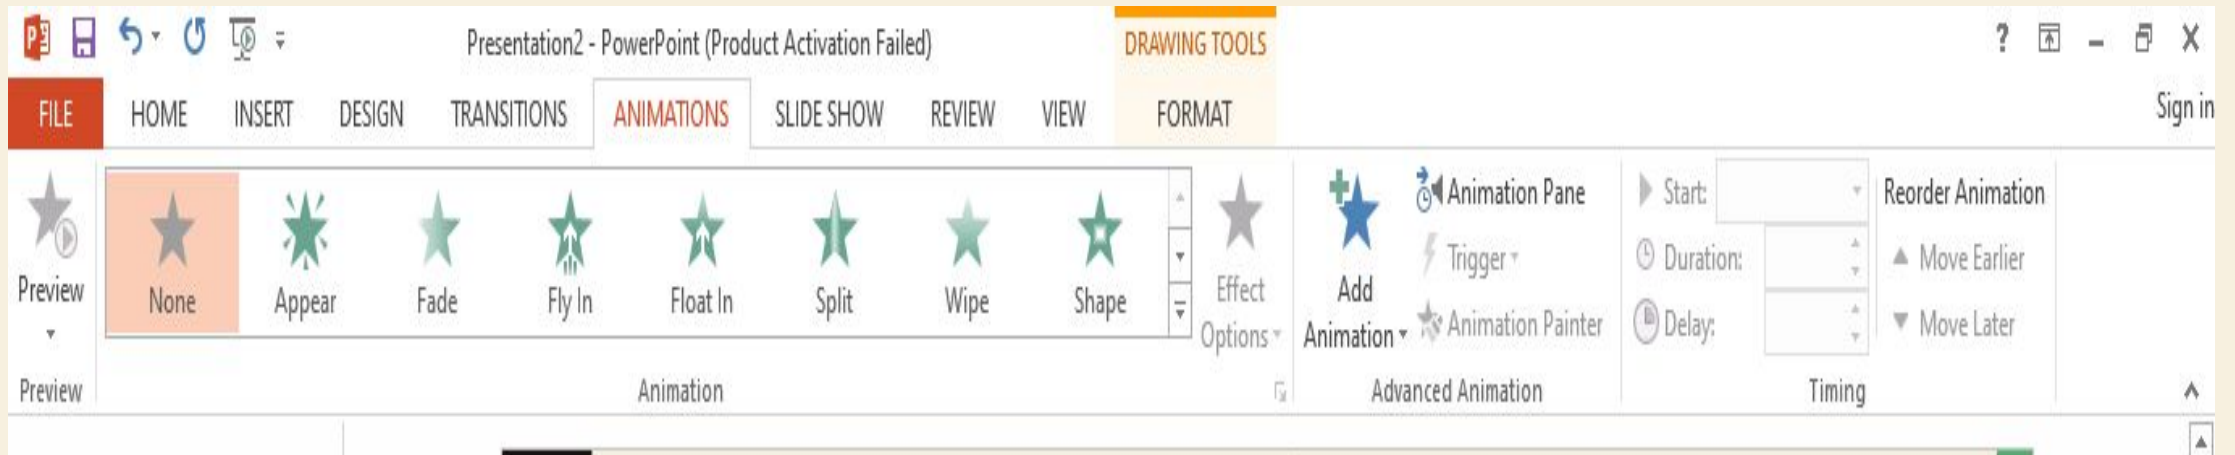 Presentation2 - PowerPoint (Product Activation Failed)
DRAWING TOOLS
?
FILE HOME INSERT DESIGN TRANSITIONS ANIMATIONS SLIDE SHOW REVIEW VIEW FORMAT
Sign in
Preview
None Appear Fade Fly In Float In Split Wipe Shape
Effect
Options
Add
Animation
Animation Pane
Trigger
Animation Painter
Start:
Duration:
Delay:
Reorder Animation
Move Earlier
Move Later
Preview Animation Advanced Animation Timing